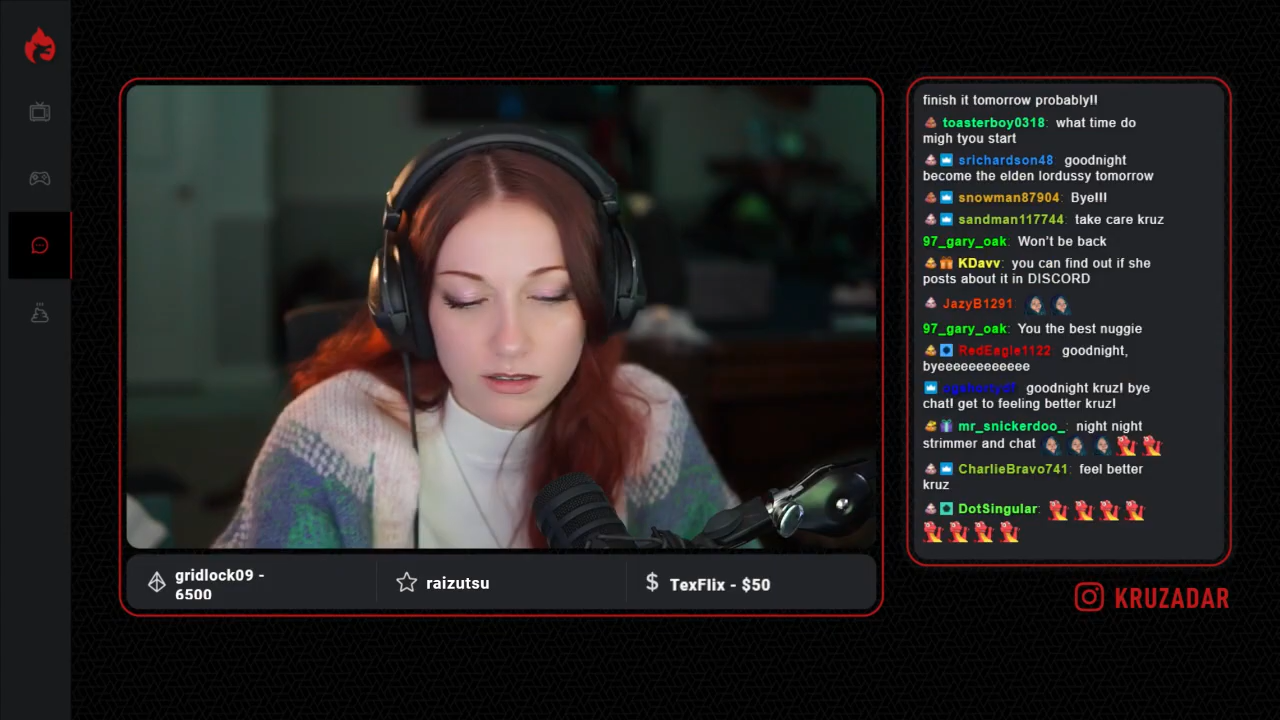 finish it tomorrow probably!!
toasterboy0318: what time do
migh tyou start
srichardson48: goodnight
become the elden lordussy tomorrow
snowman87904: Bye!!!
sandman117744: take care kruz
97_gary_oak: Won't be back
KDavv: you can find out if she
posts about it in DISCORD
JazyB1291
97_gary_oak: You the best nuggie
RedEagle1122: goodnight,
byeeeeeeeeeeee
goodnight kruz! bye
chat! get to feeling better kruz!
mr_snickerdoo_: night night
strimmer and chat
CharlieBravo741: feel better
kruz
DotSingular:
gridlock09 -
6500
raizutsu
TexFlix - $50
KRUZADAR